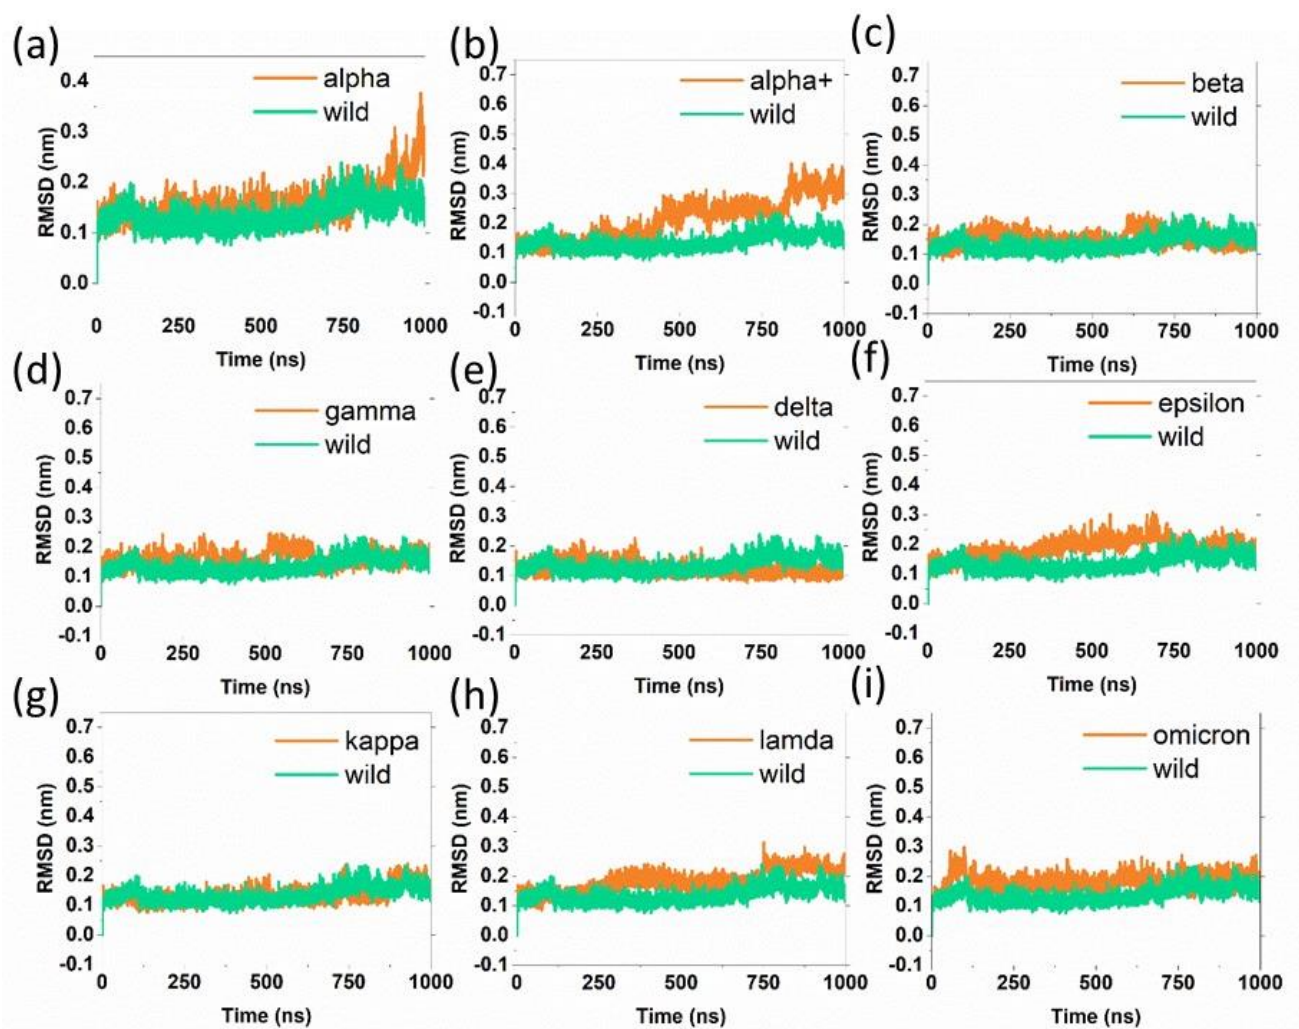 (a)
alpha
wild
RMSD (nm)
0.4
0.3
0.2
0.1
0.0
0 250 500 750 1000
Time (ns)
(b)
alpha+
wild
RMSD (nm)
0.7
0.6
0.5
0.4
0.3
0.2
0.1
0.0
-0.1
0 250 500 750 1000
Time (ns)
(c)
beta
wild
RMSD (nm)
0.7
0.6
0.5
0.4
0.3
0.2
0.1
0.0
-0.1
0 250 500 750 1000
Time (ns)
(d)
gamma
wild
RMSD (nm)
0.7
0.6
0.5
0.4
0.3
0.2
0.1
0.0
-0.1
0 250 500 750 1000
Time (ns)
(e)
delta
wild
RMSD (nm)
0.7
0.6
0.5
0.4
0.3
0.2
0.1
0.0
-0.1
0 250 500 750 1000
Time (ns)
(f)
epsilon
wild
RMSD (nm)
0.7
0.6
0.5
0.4
0.3
0.2
0.1
0.0
-0.1
0 250 500 750 1000
Time (ns)
(g)
kappa
wild
RMSD (nm)
0.7
0.6
0.5
0.4
0.3
0.2
0.1
0.0
-0.1
0 250 500 750 1000
Time (ns)
(h)
lamda
wild
RMSD (nm)
0.7
0.6
0.5
0.4
0.3
0.2
0.1
0.0
-0.1
0 250 500 750 1000
Time (ns)
(i)
omicron
wild
RMSD (nm)
0.7
0.6
0.5
0.4
0.3
0.2
0.1
0.0
-0.1
0 250 500 750 1000
Time (ns)